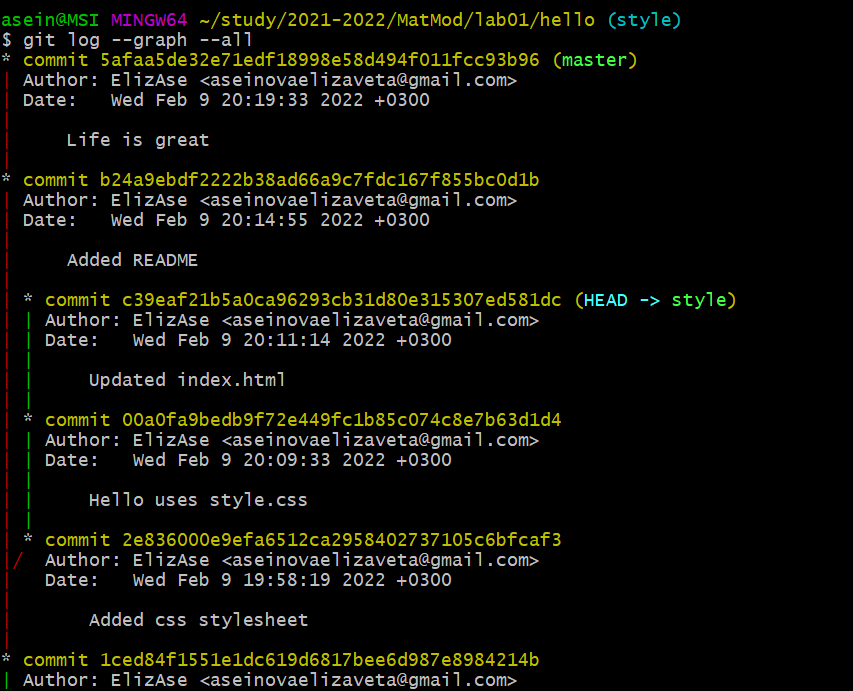 asein@MSI MINGW64 ~/study/2021-2022/MatMod/lab01/hello (style)
$ git log --graph --all
* commit 5afaa5de32e71edf18998e58d494f011fcc93b96 (master)
| Author: ElizAse <aseinovaelizaveta@gmail.com>
| Date:   Wed Feb 9 20:19:33 2022 +0300
|
|     Life is great
|
* commit b24a9ebdf2222b38ad66a9c7fdc167f855bc0d1b
| Author: ElizAse <aseinovaelizaveta@gmail.com>
| Date:   Wed Feb 9 20:14:55 2022 +0300
|
|     Added README
|
| * commit c39eaf21b5a0ca96293cb31d80e315307ed581dc (HEAD -> style)
| | Author: ElizAse <aseinovaelizaveta@gmail.com>
| | Date:   Wed Feb 9 20:11:14 2022 +0300
| |
| |     Updated index.html
| |
| * commit 00a0fa9bedb9f72e449fc1b85c074c8e7b63d1d4
| | Author: ElizAse <aseinovaelizaveta@gmail.com>
| | Date:   Wed Feb 9 20:09:33 2022 +0300
| |
| |     Hello uses style.css
| |
| * commit 2e836000e9efa6512ca2958402737105c6bfcaf3
|/  Author: ElizAse <aseinovaelizaveta@gmail.com>
|   Date:   Wed Feb 9 19:58:19 2022 +0300
|
|       Added css stylesheet
|
* commit 1ced84f1551e1dc619d6817bee6d987e8984214b
| Author: ElizAse <aseinovaelizaveta@gmail.com>